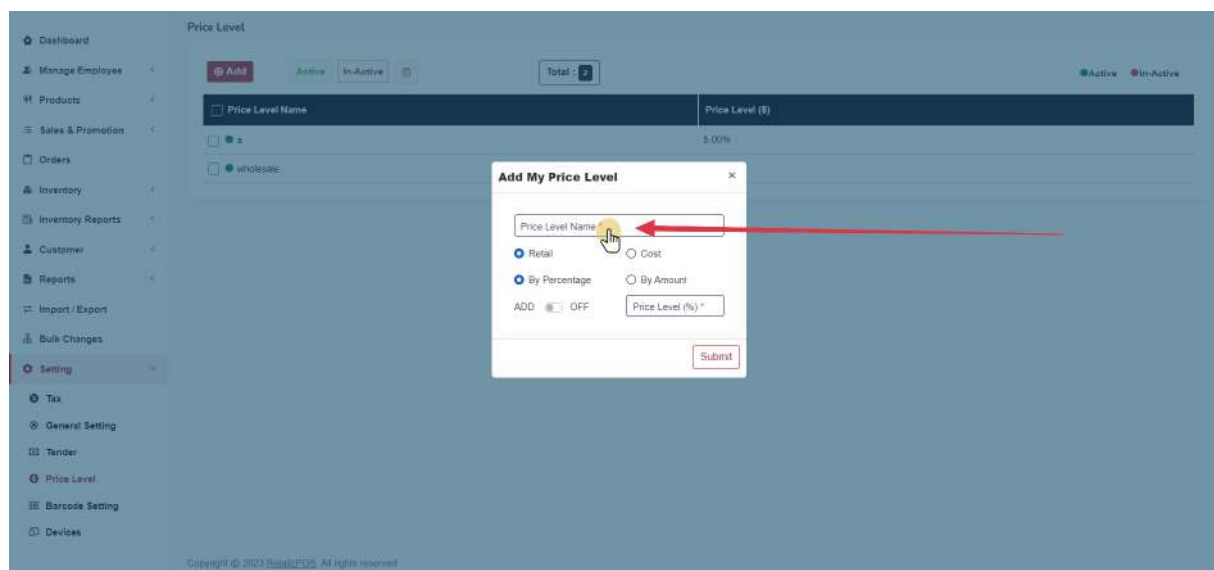 Price Level
Dashboard
Manage Employee
Products
Sales & Promotion
Orders
Inventory
Inventory Reports
Customer
Reports
Import / Export
Bulk Changes
Setting
Tax
General Setting
Tender
Price Level
Barcode Setting
Devices
Add Active In-Active Total : 2 Active In-Active
Price Level Name Price Level ($)
5.00%
wholesale
Add My Price Level ×
Price Level Name *
Retail Cost
By Percentage By Amount
ADD OFF Price Level (%) *
Submit
Copyright © 2023 All rights reserved